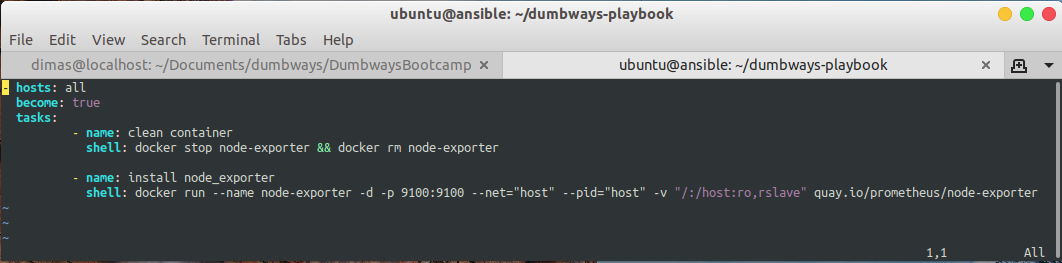 ubuntu@ansible: ~/dumbways-playbook
File Edit View Search Terminal Tabs Help
dimas@localhost: ~/Documents/dumbways/DumbwaysBootcamp × ubuntu@ansible: ~/dumbways-playbook ×
- hosts: all
  become: true
  tasks:
          - name: clean container
            shell: docker stop node-exporter && docker rm node-exporter

          - name: install node_exporter
            shell: docker run --name node-exporter -d -p 9100:9100 --net="host" --pid="host" -v "/:/host:ro,rslave" quay.io/prometheus/node-exporter
~
~
~
1,1 All